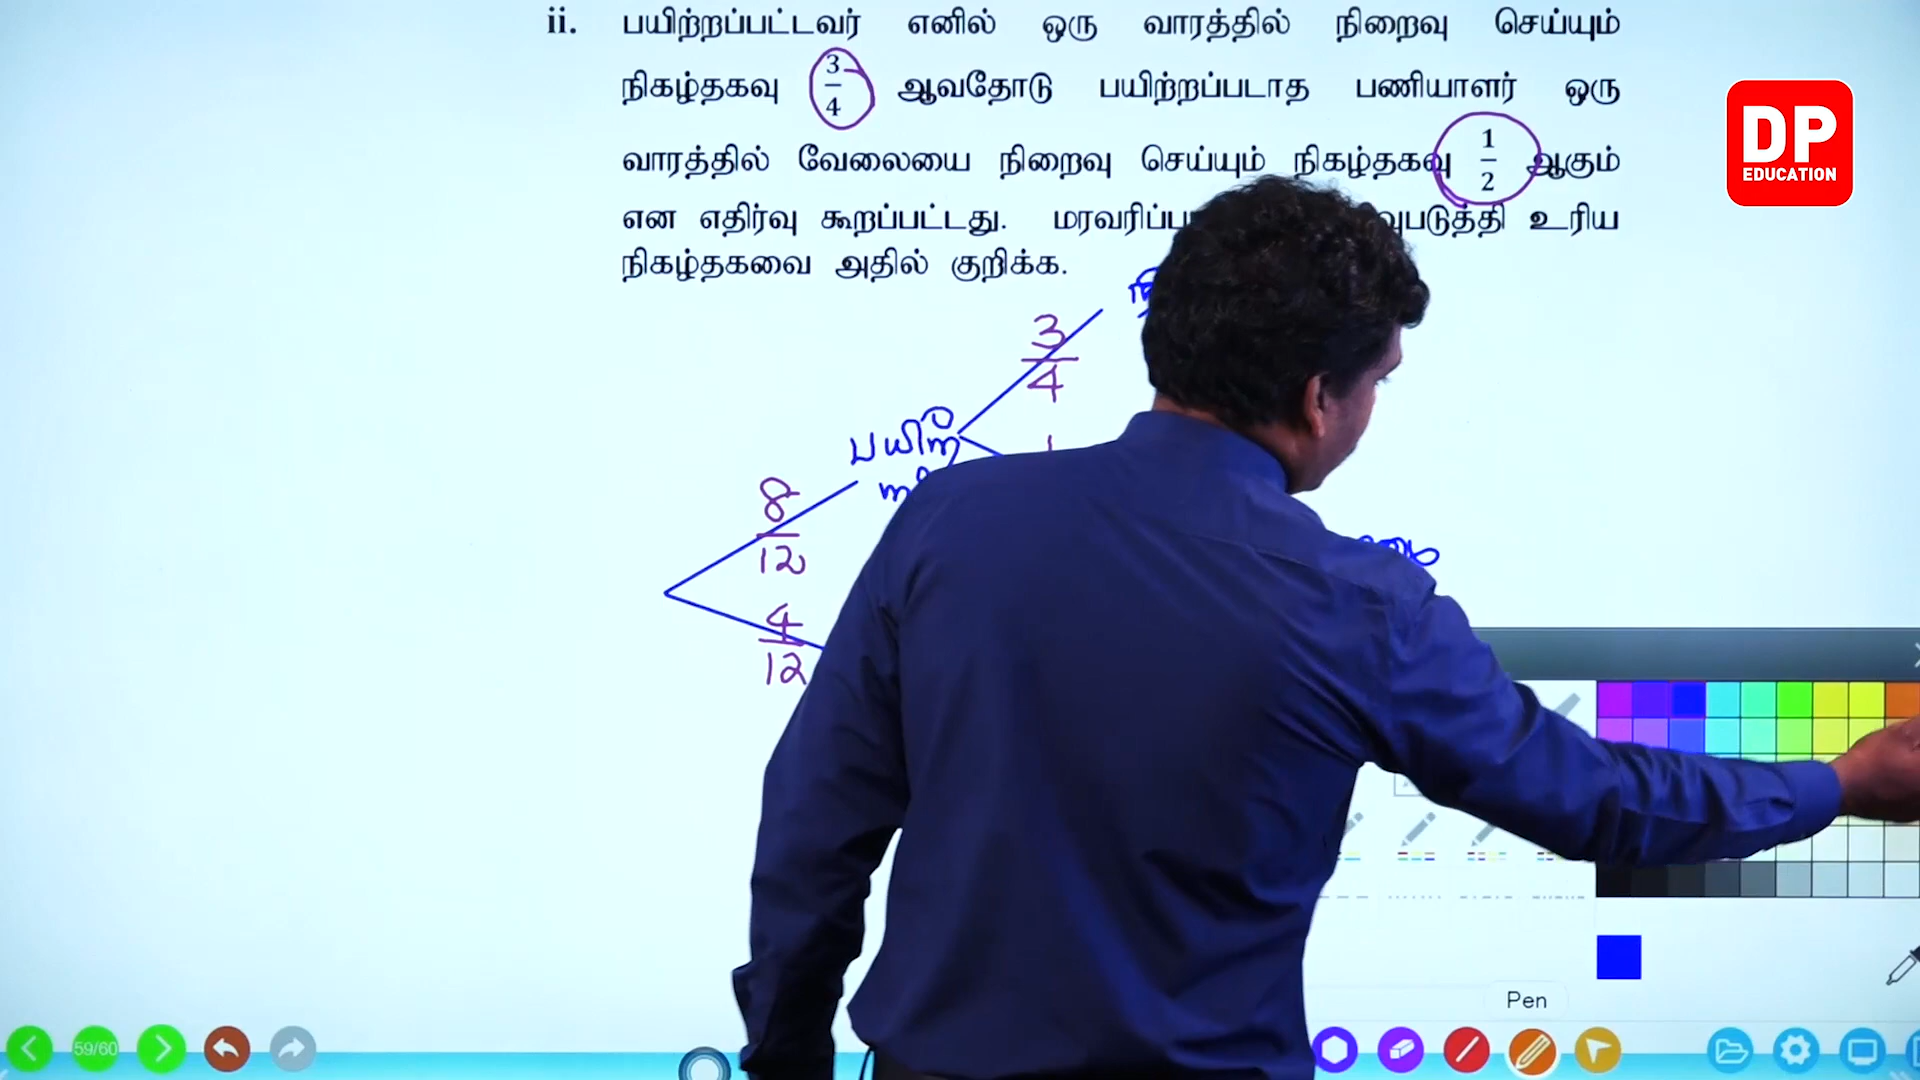 ii. பயிற்றப்பட்டவர் எனில் ஒரு வாரத்தில் நிறைவு செய்யும்
நிகழ்தகவு 3/4 ஆவதோடு பயிற்றப்படாத பணியாளர் ஒரு
வாரத்தில் வேலையை நிறைவு செய்யும் நிகழ்தகவு 1/2 ஆகும்
என எதிர்வு கூறப்பட்டது. உரிய
நிகழ்தகவை அதில் குறிக்க.
DP
EDUCATION
3/4
பயிற்
8/12
4/12
Pen
59/60